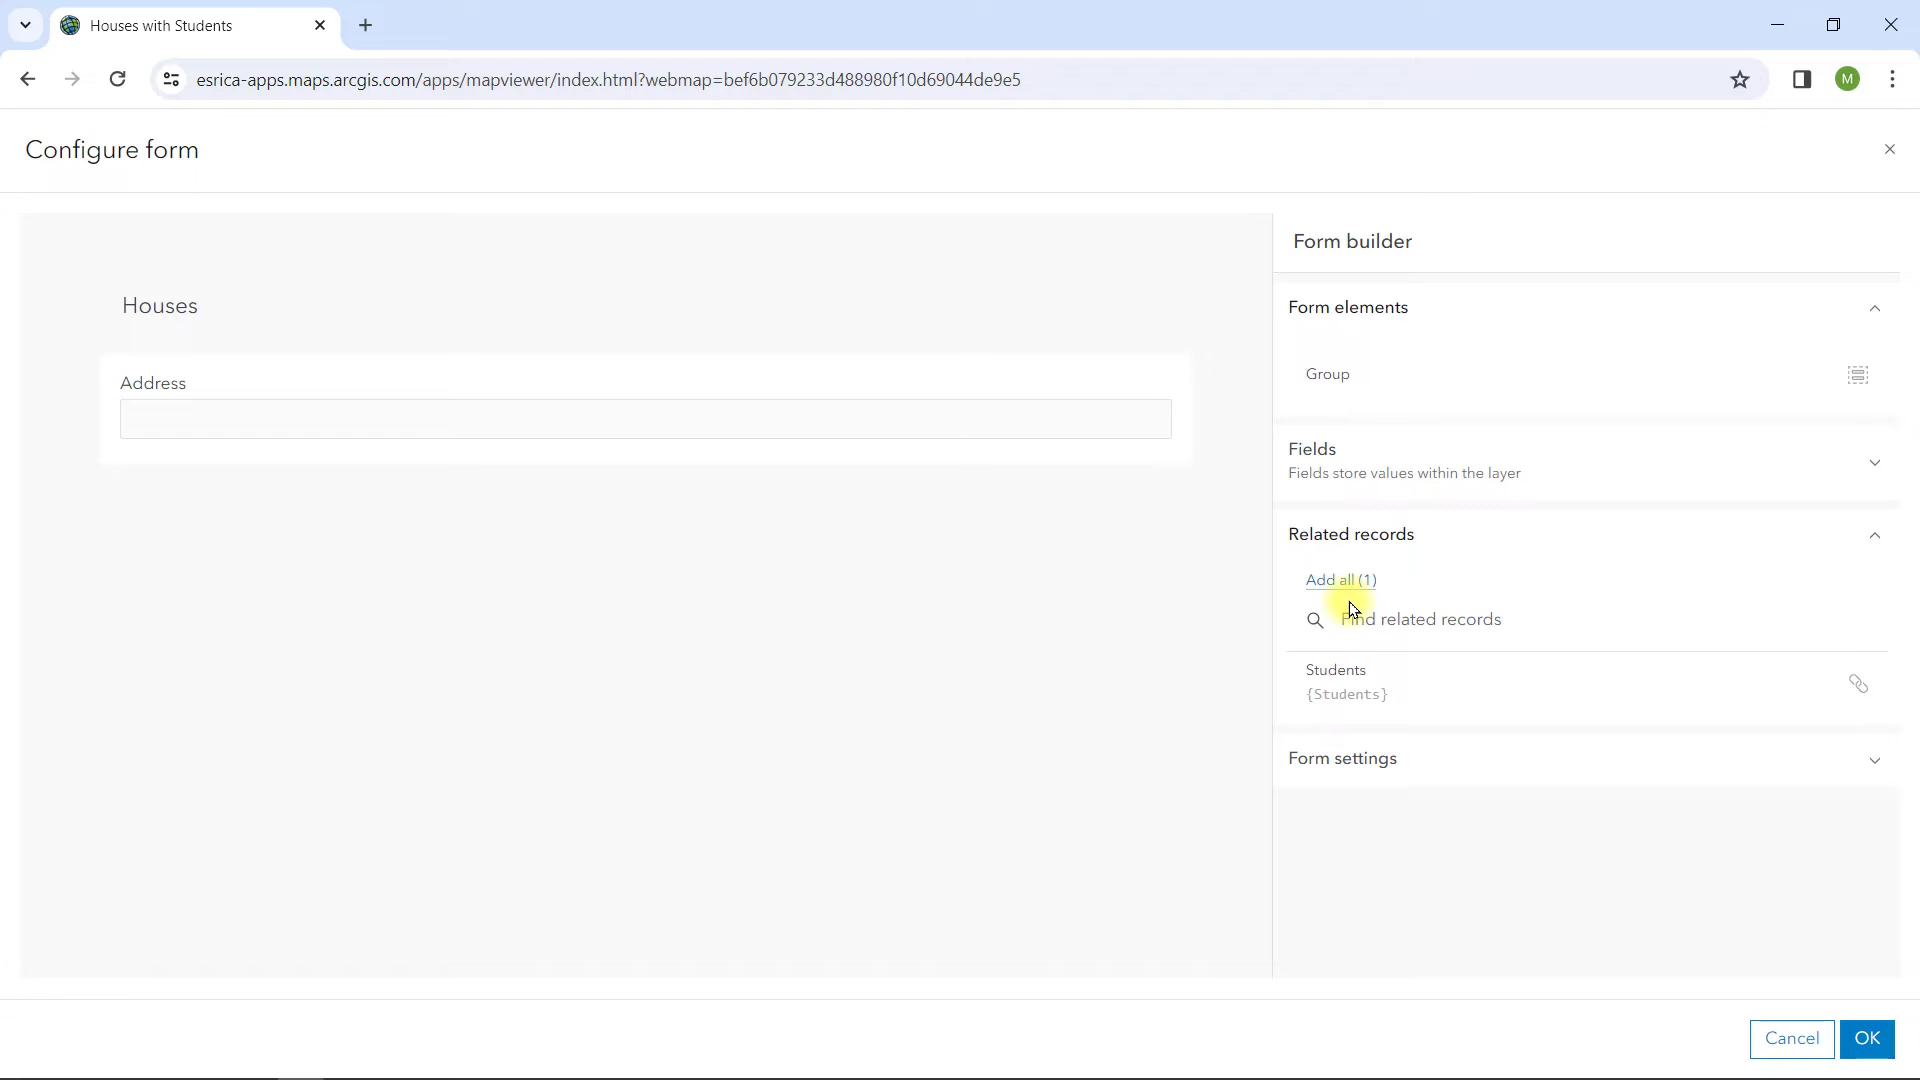 Houses with Students
esrica-apps.maps.arcgis.com/apps/mapviewer/index.html?webmap=bef6b079233d488980f10d69044de9e5
M
Configure form
Form builder
Houses
Form elements
Address
Group
Fields
Fields store values within the layer
Related records
Add all (1)
Find related records
Students
{Students}
Form settings
Cancel
OK